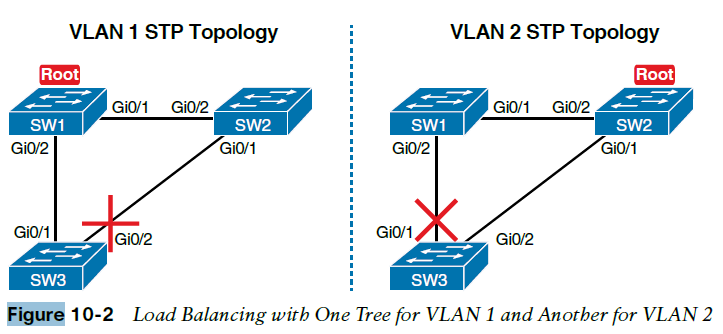 VLAN 1 STP Topology
VLAN 2 STP Topology
Root
Root
Gi0/1 Gi0/2
Gi0/1 Gi0/2
SW1
SW2
SW1
SW2
Gi0/2
Gi0/1
Gi0/2
Gi0/1
Gi0/1
Gi0/2
Gi0/1
Gi0/2
SW3
SW3
Figure 10-2 Load Balancing with One Tree for VLAN 1 and Another for VLAN 2